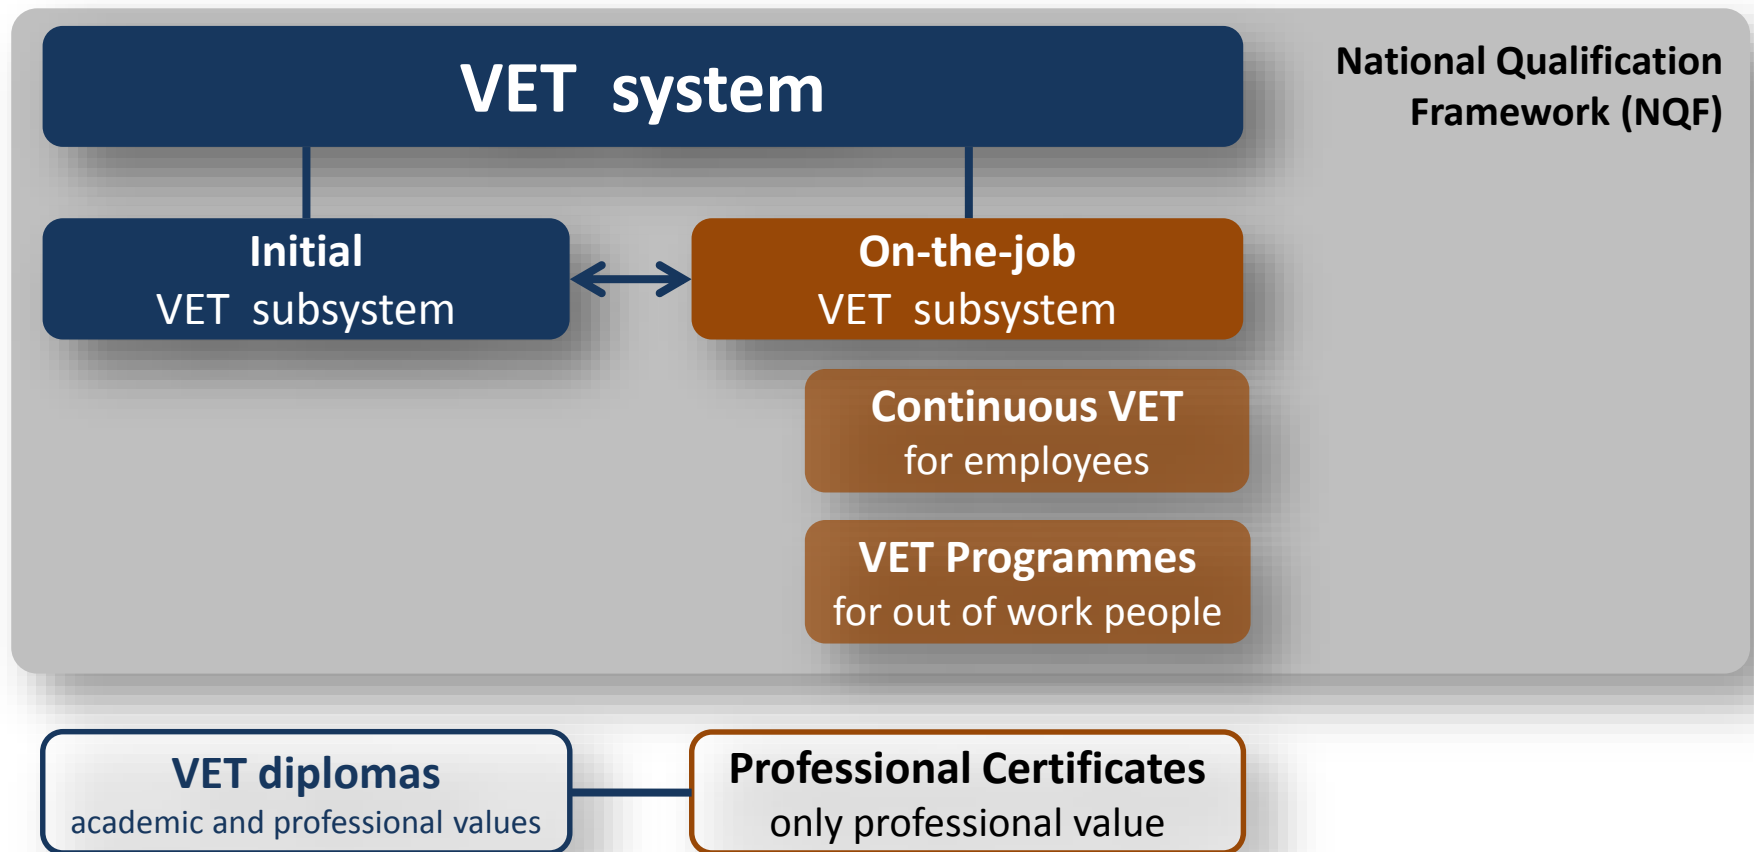 VET system
National Qualification
Framework (NQF)
Initial
VET subsystem
On-the-job
VET subsystem
Continuous VET
for employees
VET Programmes
for out of work people
VET diplomas
academic and professional values
Professional Certificates
only professional value